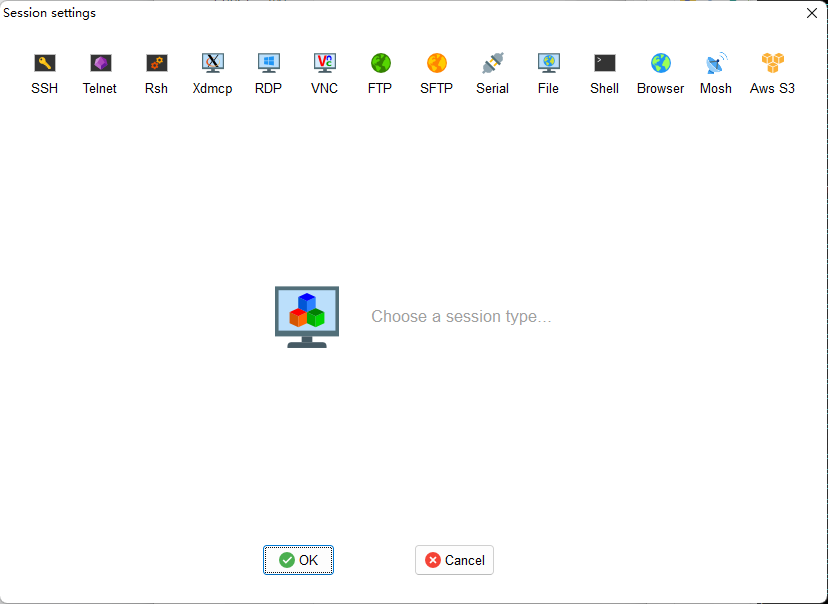 Session settings
SSH Telnet Rsh Xdmcp RDP VNC FTP SFTP Serial File Shell Browser Mosh Aws S3
Choose a session type...
OK Cancel